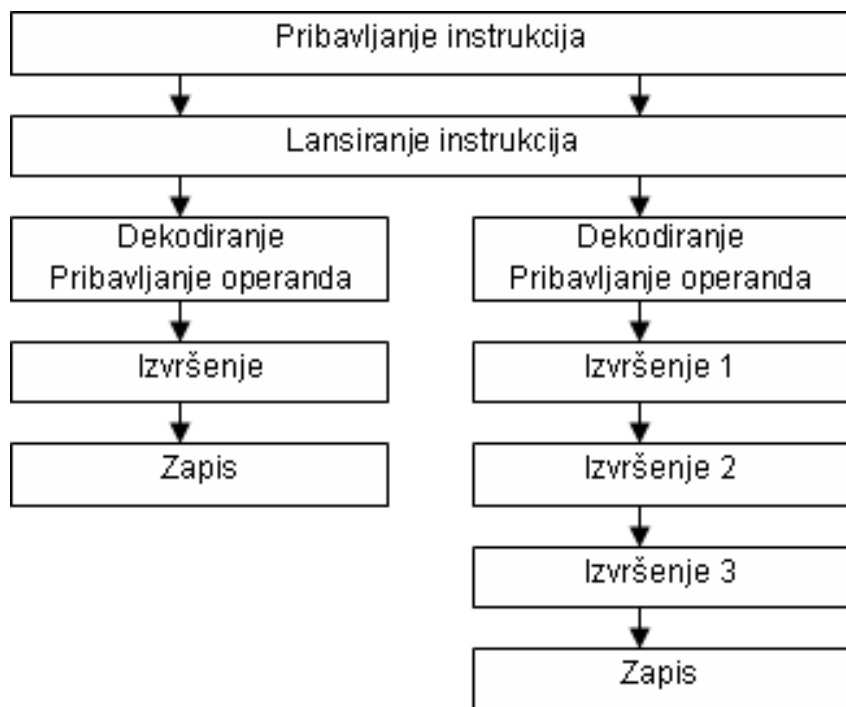 Pribavljanje instrukcija
Lansiranje instrukcija
Dekodiranje
Pribavljanje operanda
Izvršenje
Zapis
Dekodiranje
Pribavljanje operanda
Izvršenje 1
Izvršenje 2
Izvršenje 3
Zapis